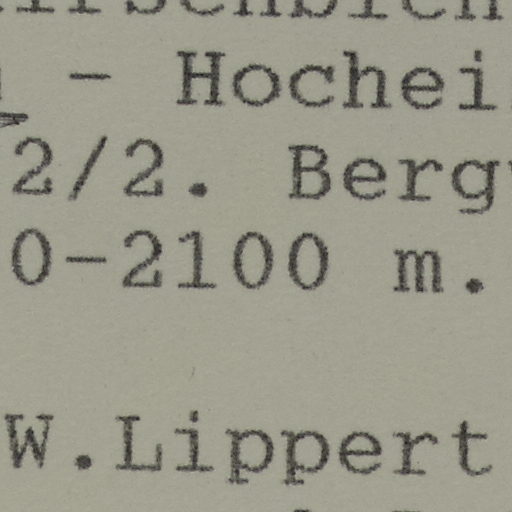 - Hochei
2/2. Berg
0-2100 m.
W.Lippert